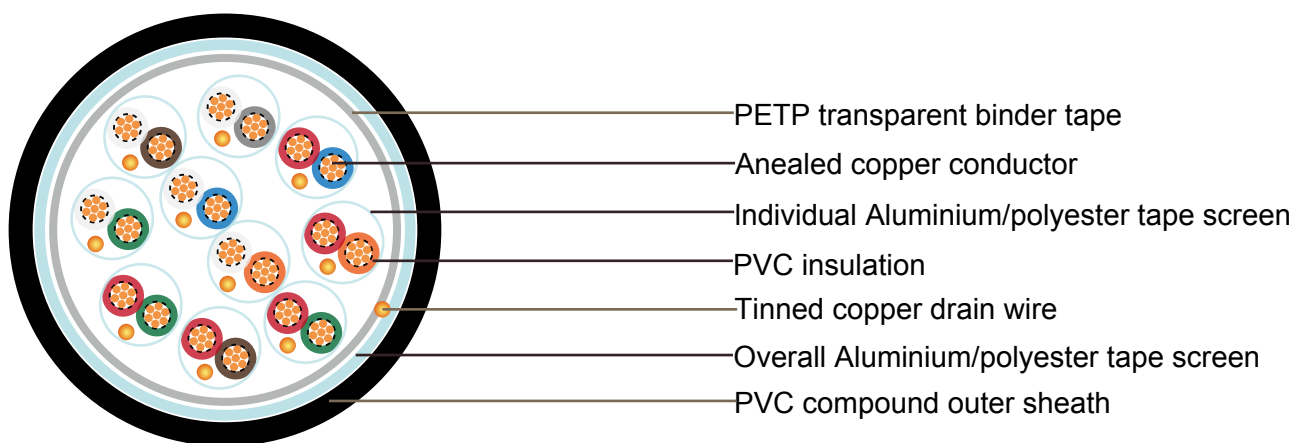 PETP transparent binder tape
Anealed copper conductor
Individual Aluminium/polyester tape screen
PVC insulation
Tinned copper drain wire
Overall Aluminium/polyester tape screen
PVC compound outer sheath